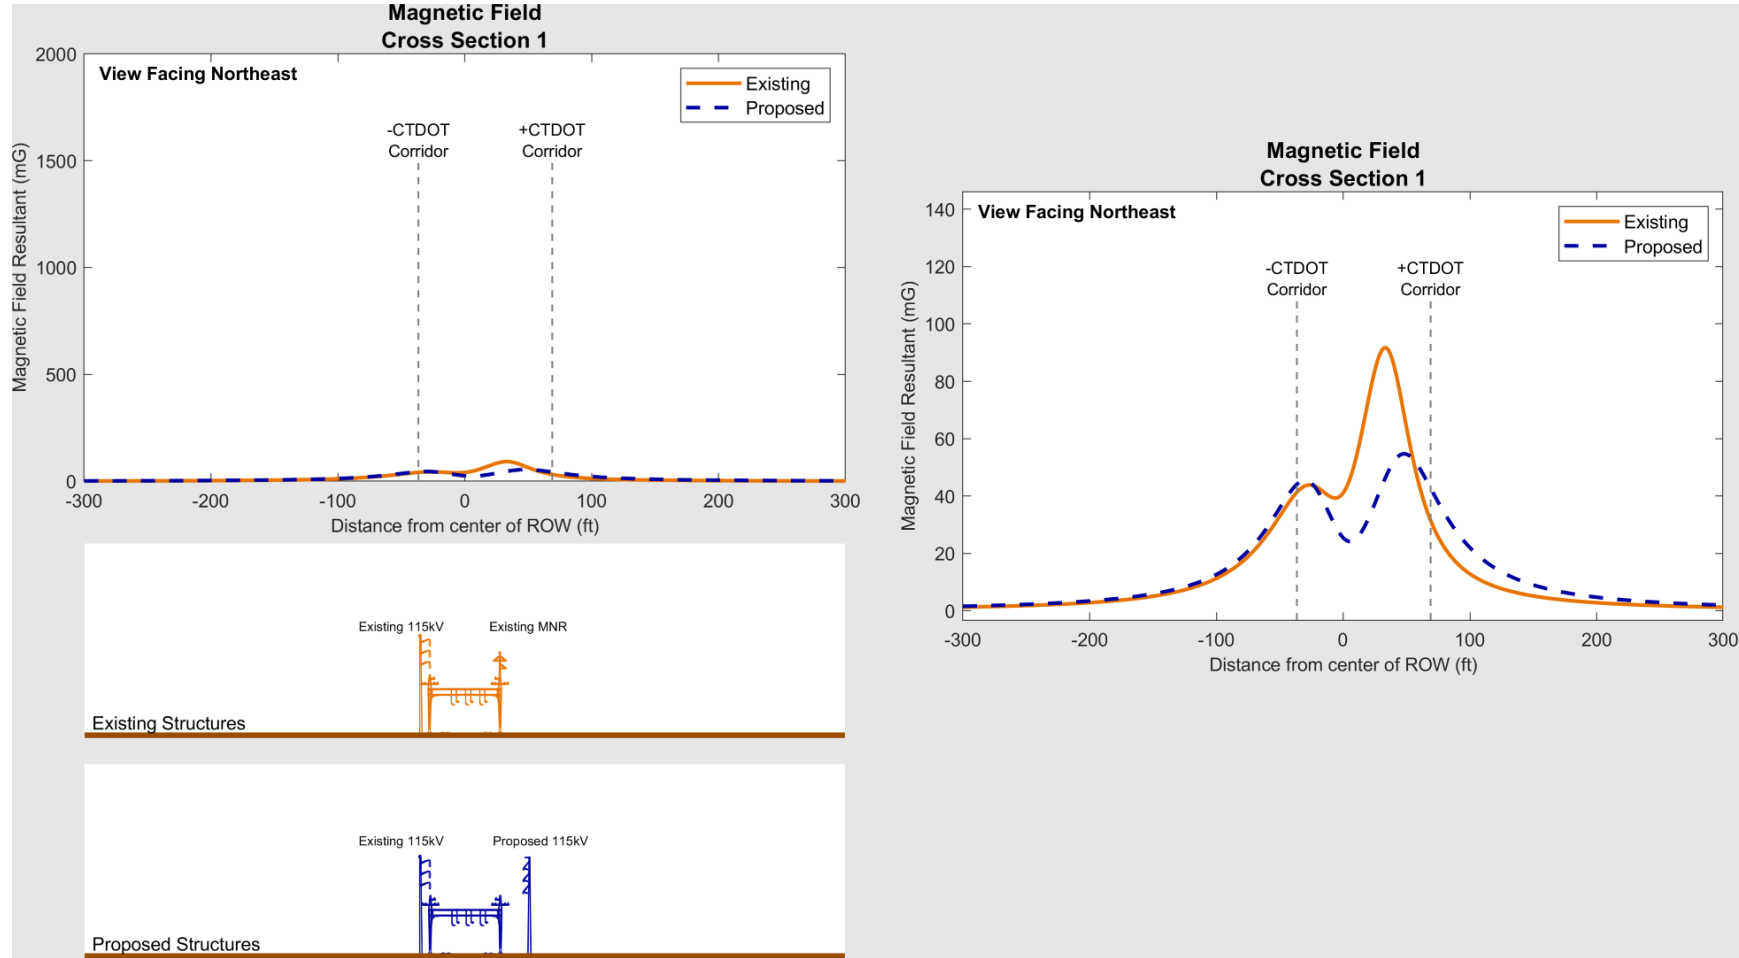 Magnetic Field
Cross Section 1
View Facing Northeast
Existing
Proposed
-CTDOT
Corridor
+CTDOT
Corridor
Magnetic Field Resultant (mG)
2000
1500
1000
500
0
-300 -200 -100 0 100 200 300
Distance from center of ROW (ft)
Existing 115kV Existing MNR
Existing Structures
Existing 115kV Proposed 115kV
Proposed Structures
Magnetic Field
Cross Section 1
View Facing Northeast
Existing
Proposed
-CTDOT
Corridor
+CTDOT
Corridor
Magnetic Field Resultant (mG)
140
120
100
80
60
40
20
0
-300 -200 -100 0 100 200 300
Distance from center of ROW (ft)